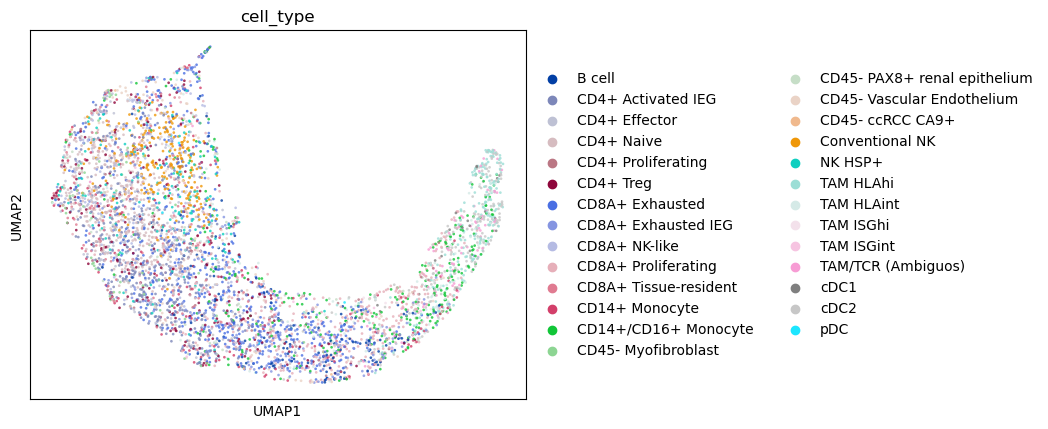 cell_type
UMAP2
UMAP1
B cell
CD4+ Activated IEG
CD4+ Effector
CD4+ Naive
CD4+ Proliferating
CD4+ Treg
CD8A+ Exhausted
CD8A+ Exhausted IEG
CD8A+ NK-like
CD8A+ Proliferating
CD8A+ Tissue-resident
CD14+ Monocyte
CD14+/CD16+ Monocyte
CD45- Myofibroblast
CD45- PAX8+ renal epithelium
CD45- Vascular Endothelium
CD45- ccRCC CA9+
Conventional NK
NK HSP+
TAM HLAhi
TAM HLAint
TAM ISGhi
TAM ISGint
TAM/TCR (Ambiguos)
cDC1
cDC2
pDC